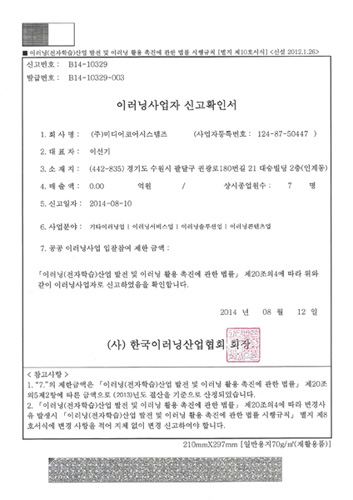 ■ 이러닝(전자학습)산업 발전 및 이러닝 활용 촉진에 관한 법률 시행규칙 [별지 제10호서식] <신설 2012.1.26>
신고번호 : B14-10329
발급번호 : B14-10329-003
이러닝사업자 신고확인서
1. 회 사 명 : (주)미디어코어시스템즈 (사업자등록번호 : 124-87-50447 )
2. 대 표 자 : 이선기
3. 소 재 지 : (442-835) 경기도 수원시 팔달구 권광로180번길 21 대승빌딩 2층(인계동)
4. 매 출 액 : 0.00 억원 / 상시종업원수 : 7 명
5. 신고일자 : 2014-08-10
6. 사업분야 : 기타이러닝업 | 이러닝서비스업 | 이러닝솔루션업 | 이러닝콘텐츠업
7. 공공 이러닝사업 입찰참여 제한 금액 :
「이러닝(전자학습)산업 발전 및 이러닝 활용 촉진에 관한 법률」 제20조의4에 따라 위와
같이 이러닝사업자로 신고하였음을 확인합니다.
2014 년 08 월 12 일
(사) 한국이러닝산업협회 회장
< 참고사항 >
1. "7."의 제한금액은 「이러닝(전자학습)산업 발전 및 이러닝 활용 촉진에 관한 법률」 제20조
의5제2항에 따른 금액으로 (2013)년도 결산을 기준으로 산정되었습니다.
2. 「이러닝(전자학습)산업 발전 및 이러닝 활용 촉진에 관한 법률」 제20조의4에 따라 변경사
유 발생시 「이러닝(전자학습)산업 발전 및 이러닝 활용 촉진에 관한 법률 시행규칙」 별지 제8
호서식에 변경 사항을 적어 지체 없이 변경 신고하여야 합니다.
210mmX297mm [일반용지70g/㎡(재활용품)]